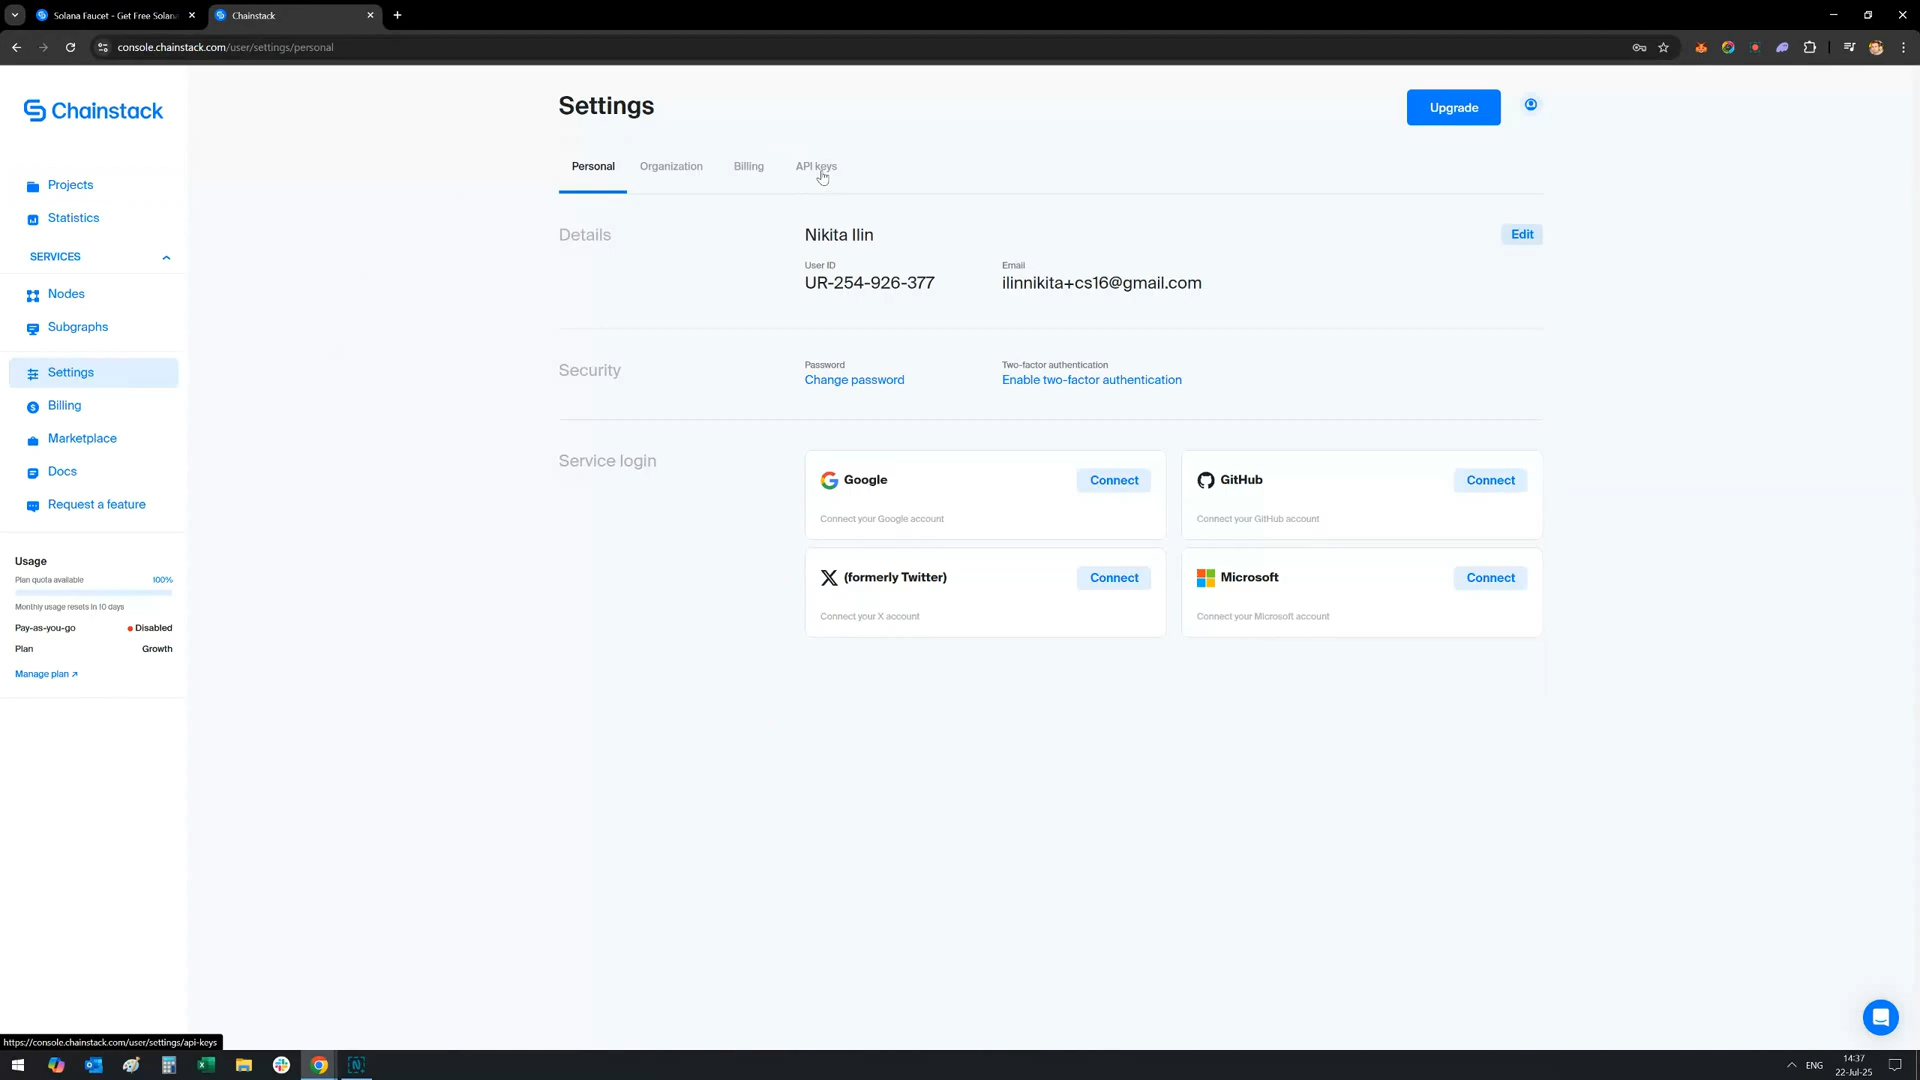 Solana Faucet - Get Free Solana
Chainstack
console.chainstack.com/user/settings/personal
Chainstack
Settings
Upgrade
Personal
Organization
Billing
API keys
Projects
Statistics
SERVICES
Nodes
Subgraphs
Settings
Billing
Marketplace
Docs
Request a feature
Usage
Plan quota available 100%
Monthly usage resets in 10 days
Pay-as-you-go Disabled
Plan Growth
Manage plan ↗
Details
Nikita Ilin
Edit
User ID
UR-254-926-377
Email
ilinnikita+cs16@gmail.com
Security
Password
Change password
Two-factor authentication
Enable two-factor authentication
Service login
Google
Connect
Connect your Google account
GitHub
Connect
Connect your GitHub account
(formerly Twitter)
Connect
Connect your X account
Microsoft
Connect
Connect your Microsoft account
https://console.chainstack.com/user/settings/api-keys
ENG
14:37
22-Jul-25